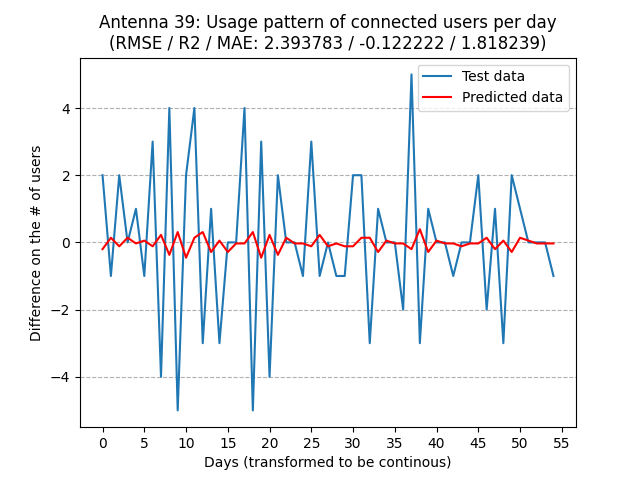 Antenna 39: Usage pattern of connected users per day
(RMSE / R2 / MAE: 2.393783 / -0.122222 / 1.818239)
Test data
Predicted data
Difference on the # of users
4
2
0
−2
−4
0 5 10 15 20 25 30 35 40 45 50 55
Days (transformed to be continous)